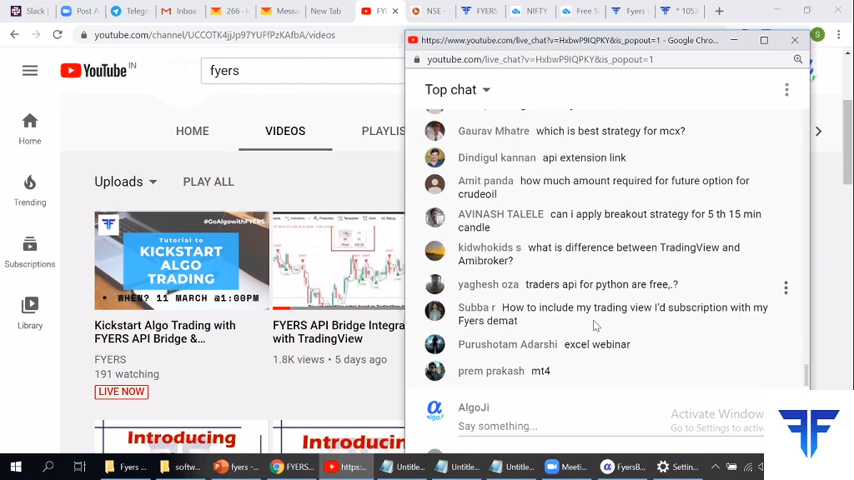 Slack
Post A
Telegr
Inbox
266
Messa
New Tab
FY
NSE -
FYERS
NIFTY
Free 5
Fyers
youtube.com/channel/UCCOTK4jjJp97YUFfPzKAfbA/videos
https://www.youtube.com/live_chat?v=HxbwP9IQPKY&is_popout=1 - Google Chro...
youtube.com/live_chat?v=HxbwP9IQPKY&is_popout=1
YouTube IN
fyers
Top chat
HOME
VIDEOS
PLAYLIS
Home
Trending
Subscriptions
Library
Uploads
PLAY ALL
#GoAlgowithFYERS
Tutorial to
KICKSTART
ALGO
TRADING
• WHEN? 11 MARCH @1:00PM
Kickstart Algo Trading with
FYERS API Bridge &...
FYERS
191 watching
LIVE NOW
FYERS API Bridge Integra
with TradingView
1.8K views • 5 days ago
Introducing
Introducing
Gaurav Mhatre which is best strategy for mcx?
Dindigul kannan api extension link
Amit panda how much amount required for future option for
crudeoil
AVINASH TALELE can i apply breakout strategy for 5 th 15 min
candle
kidwhokids s what is difference between TradingView and
Amibroker?
yaghesh oza traders api for python are free,.?
Subba r How to include my trading view I'd subscription with my
Fyers demat
Purushotam Adarshi excel webinar
prem prakash mt4
AlgoJi
Say something...
Activate Window
Go to Settings to activ
Fyers ...
softw...
fyers -...
FYERS...
https:...
Untitle...
Untitle...
Untitle...
Meeti...
FyersB...
Settin...